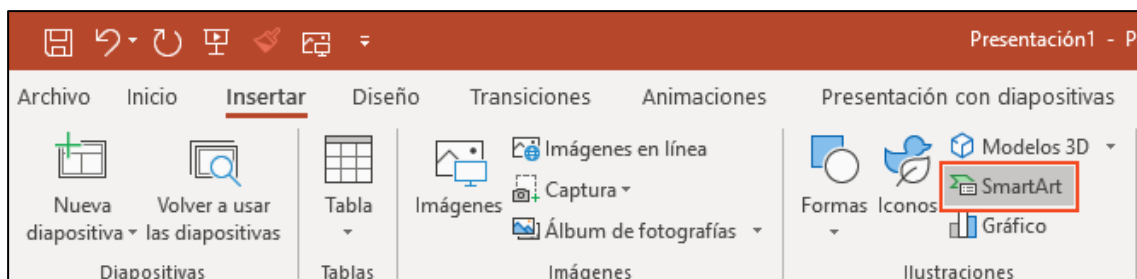 Presentación1 - P
Archivo Inicio Insertar Diseño Transiciones Animaciones Presentación con diapositivas
Nueva diapositiva
Volver a usar las diapositivas
Diapositivas
Tabla
Tablas
Imágenes
Imágenes en línea
Captura
Álbum de fotografías
Imágenes
Formas
Iconos
Modelos 3D
SmartArt
Gráfico
Ilustraciones